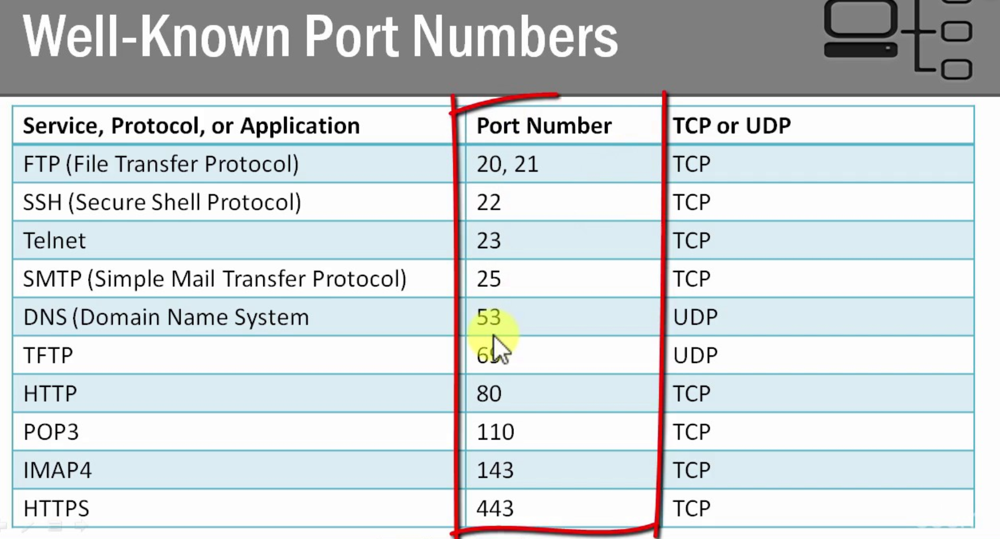 Well-Known Port Numbers
Service, Protocol, or Application Port Number TCP or UDP
FTP (File Transfer Protocol) 20, 21 TCP
SSH (Secure Shell Protocol) 22 TCP
Telnet 23 TCP
SMTP (Simple Mail Transfer Protocol) 25 TCP
DNS (Domain Name System 53 UDP
TFTP 69 UDP
HTTP 80 TCP
POP3 110 TCP
IMAP4 143 TCP
HTTPS 443 TCP